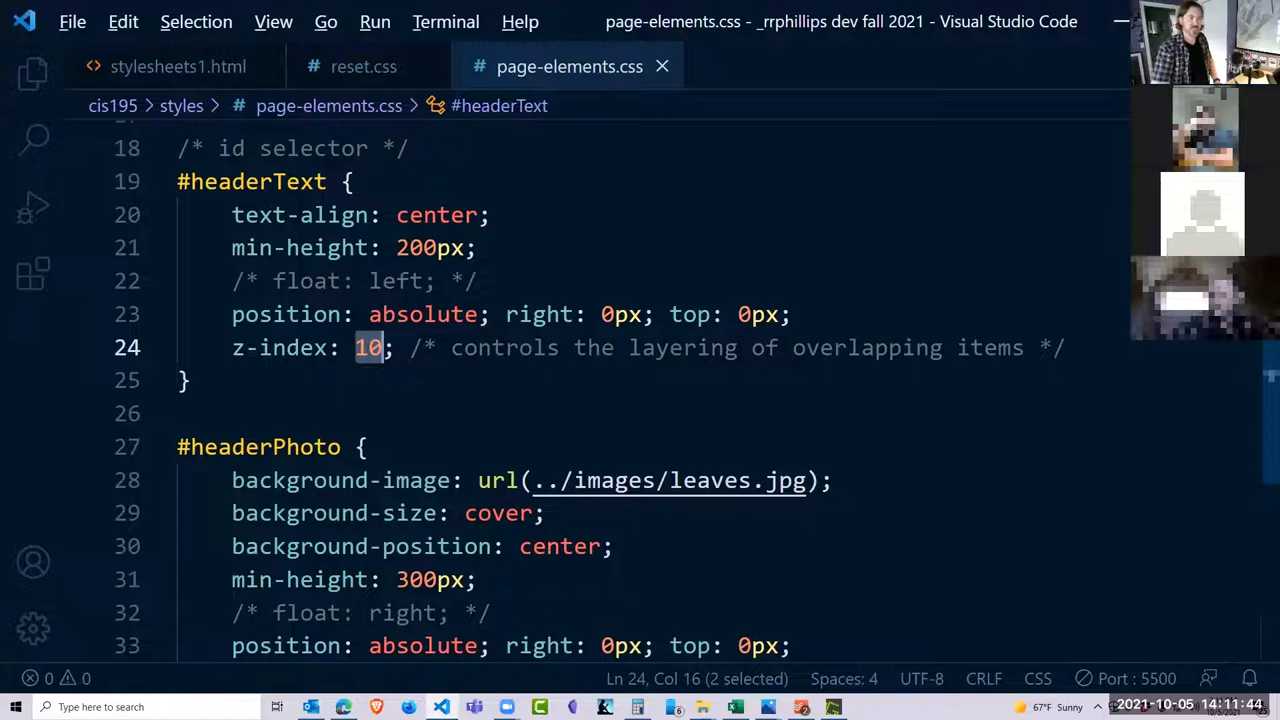 File Edit Selection View Go Run Terminal Help page-elements.css - _rrphillips dev fall 2021 - Visual Studio Code
<> stylesheets1.html # reset.css # page-elements.css ×
cis195 > styles > # page-elements.css > #headerText
18 /* id selector */
19 #headerText {
20 text-align: center;
21 min-height: 200px;
22 /* float: left; */
23 position: absolute; right: 0px; top: 0px;
24 z-index: 10; /* controls the layering of overlapping items */
25 }
26
27 #headerPhoto {
28 background-image: url(../images/leaves.jpg);
29 background-size: cover;
30 background-position: center;
31 min-height: 300px;
32 /* float: right; */
33 position: absolute; right: 0px; top: 0px;
0 0 Ln 24, Col 16 (2 selected) Spaces: 4 UTF-8 CRLF CSS Port : 5500
Type here to search 67°F Sunny 2021-10-05 14:11:44